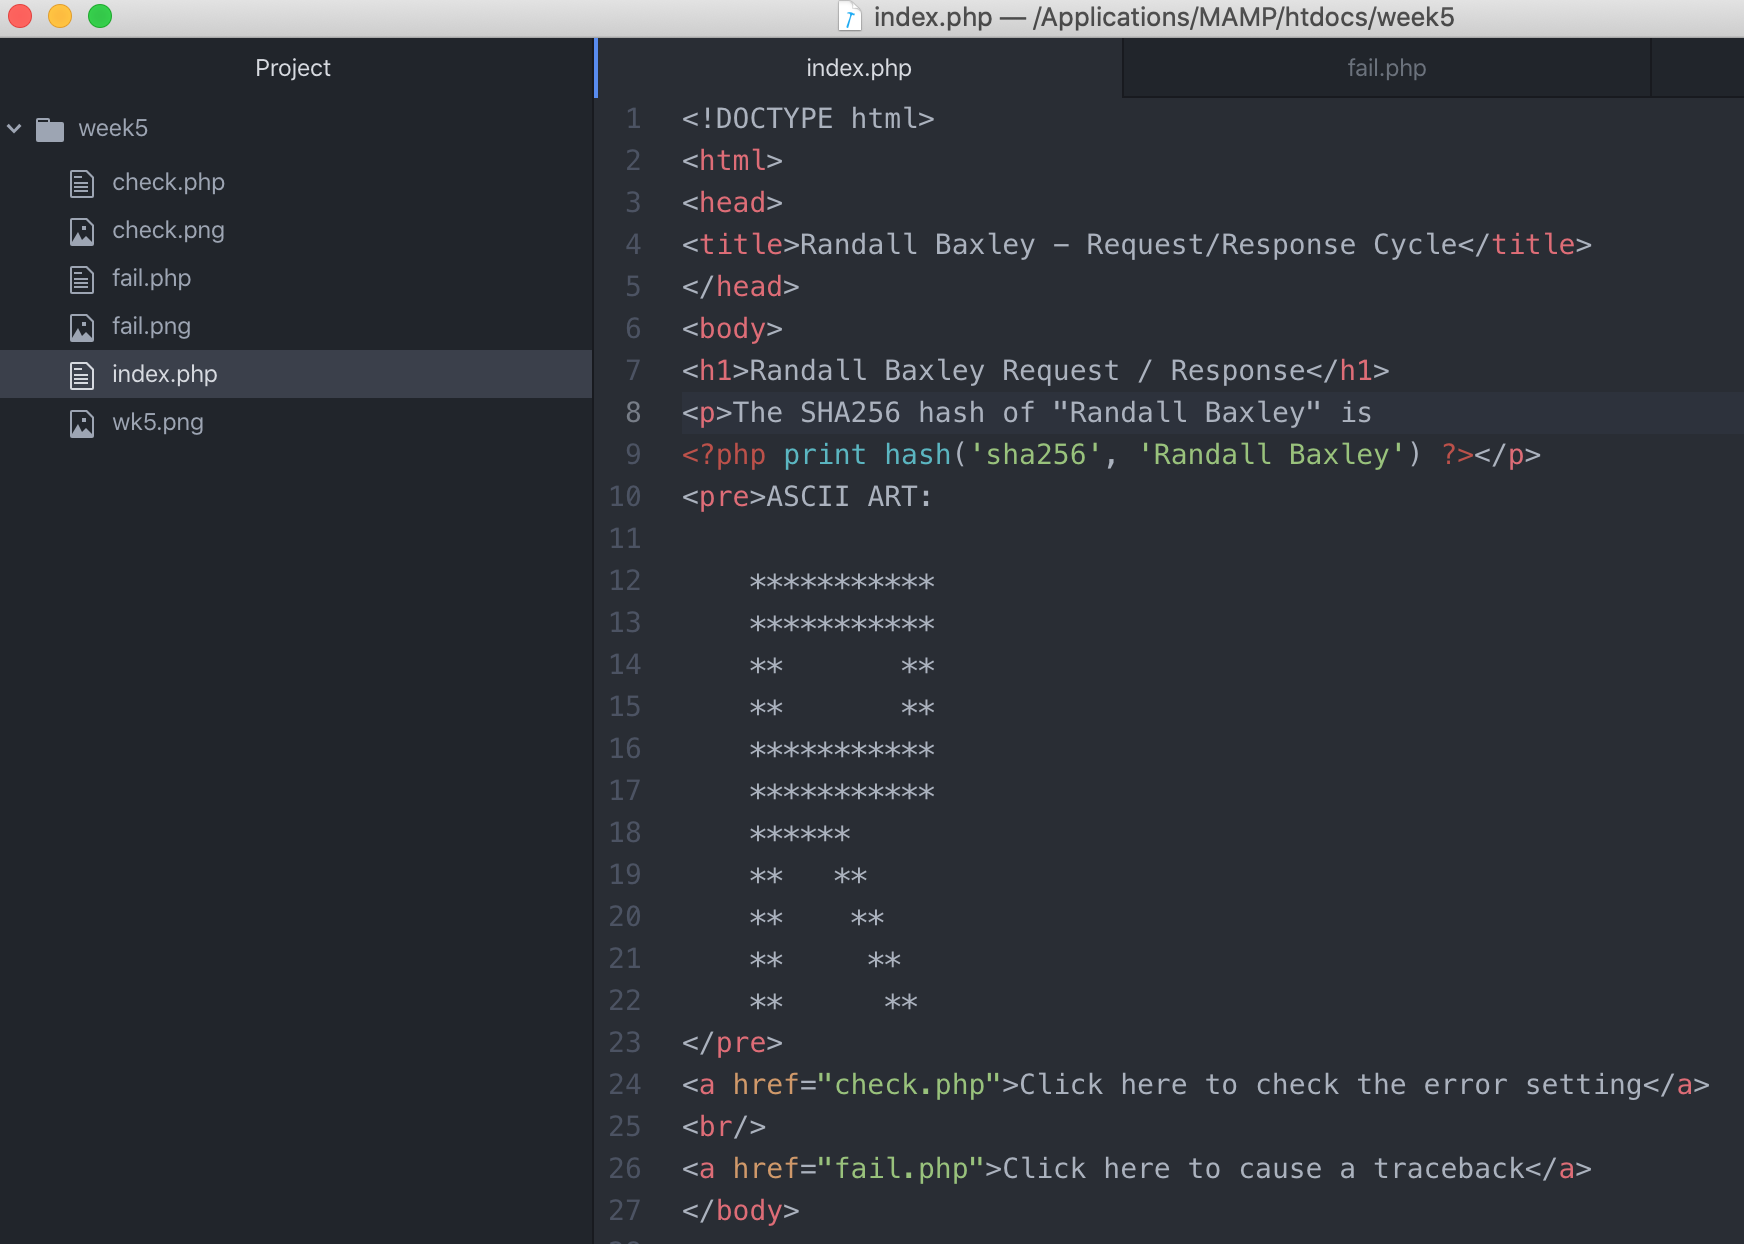 index.php — /Applications/MAMP/htdocs/week5
Project
week5
check.php
check.png
fail.php
fail.png
index.php
wk5.png
index.php
fail.php
1 <!DOCTYPE html>
2 <html>
3 <head>
4 <title>Randall Baxley - Request/Response Cycle</title>
5 </head>
6 <body>
7 <h1>Randall Baxley Request / Response</h1>
8 <p>The SHA256 hash of "Randall Baxley" is
9 <?php print hash('sha256', 'Randall Baxley') ?></p>
10 <pre>ASCII ART:
11
12     ***********
13     ***********
14     **       **
15     **       **
16     ***********
17     ***********
18     ******
19     **   **
20     **    **
21     **     **
22     **      **
23 </pre>
24 <a href="check.php">Click here to check the error setting</a>
25 <br/>
26 <a href="fail.php">Click here to cause a traceback</a>
27 </body>